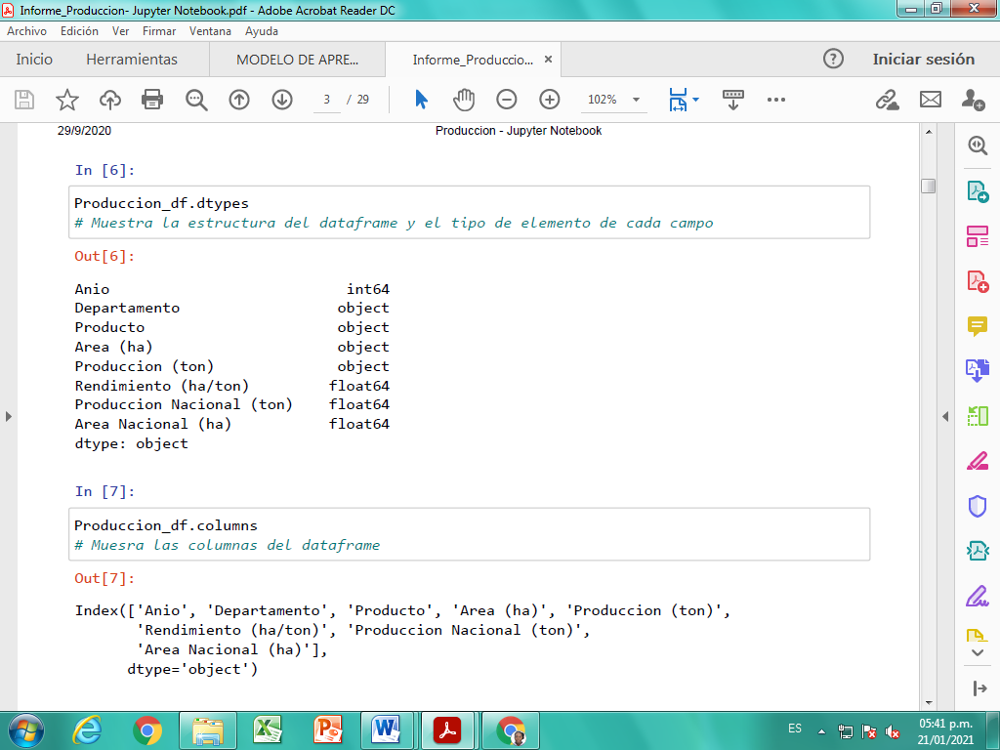 Informe_Produccion- Jupyter Notebook.pdf - Adobe Acrobat Reader DC
Archivo Edición Ver Firmar Ventana Ayuda
Inicio Herramientas MODELO DE APRE... Informe_Produccio... × ? Iniciar sesión
3 / 29 102%
29/9/2020 Produccion - Jupyter Notebook
In [6]:
Produccion_df.dtypes
# Muestra la estructura del dataframe y el tipo de elemento de cada campo
Out[6]:
Anio int64
Departamento object
Producto object
Area (ha) object
Produccion (ton) object
Rendimiento (ha/ton) float64
Produccion Nacional (ton) float64
Area Nacional (ha) float64
dtype: object
In [7]:
Produccion_df.columns
# Muesra las columnas del dataframe
Out[7]:
Index(['Anio', 'Departamento', 'Producto', 'Area (ha)', 'Produccion (ton)',
'Rendimiento (ha/ton)', 'Produccion Nacional (ton)',
'Area Nacional (ha)'],
dtype='object')
ES 05:41 p.m.
21/01/2021